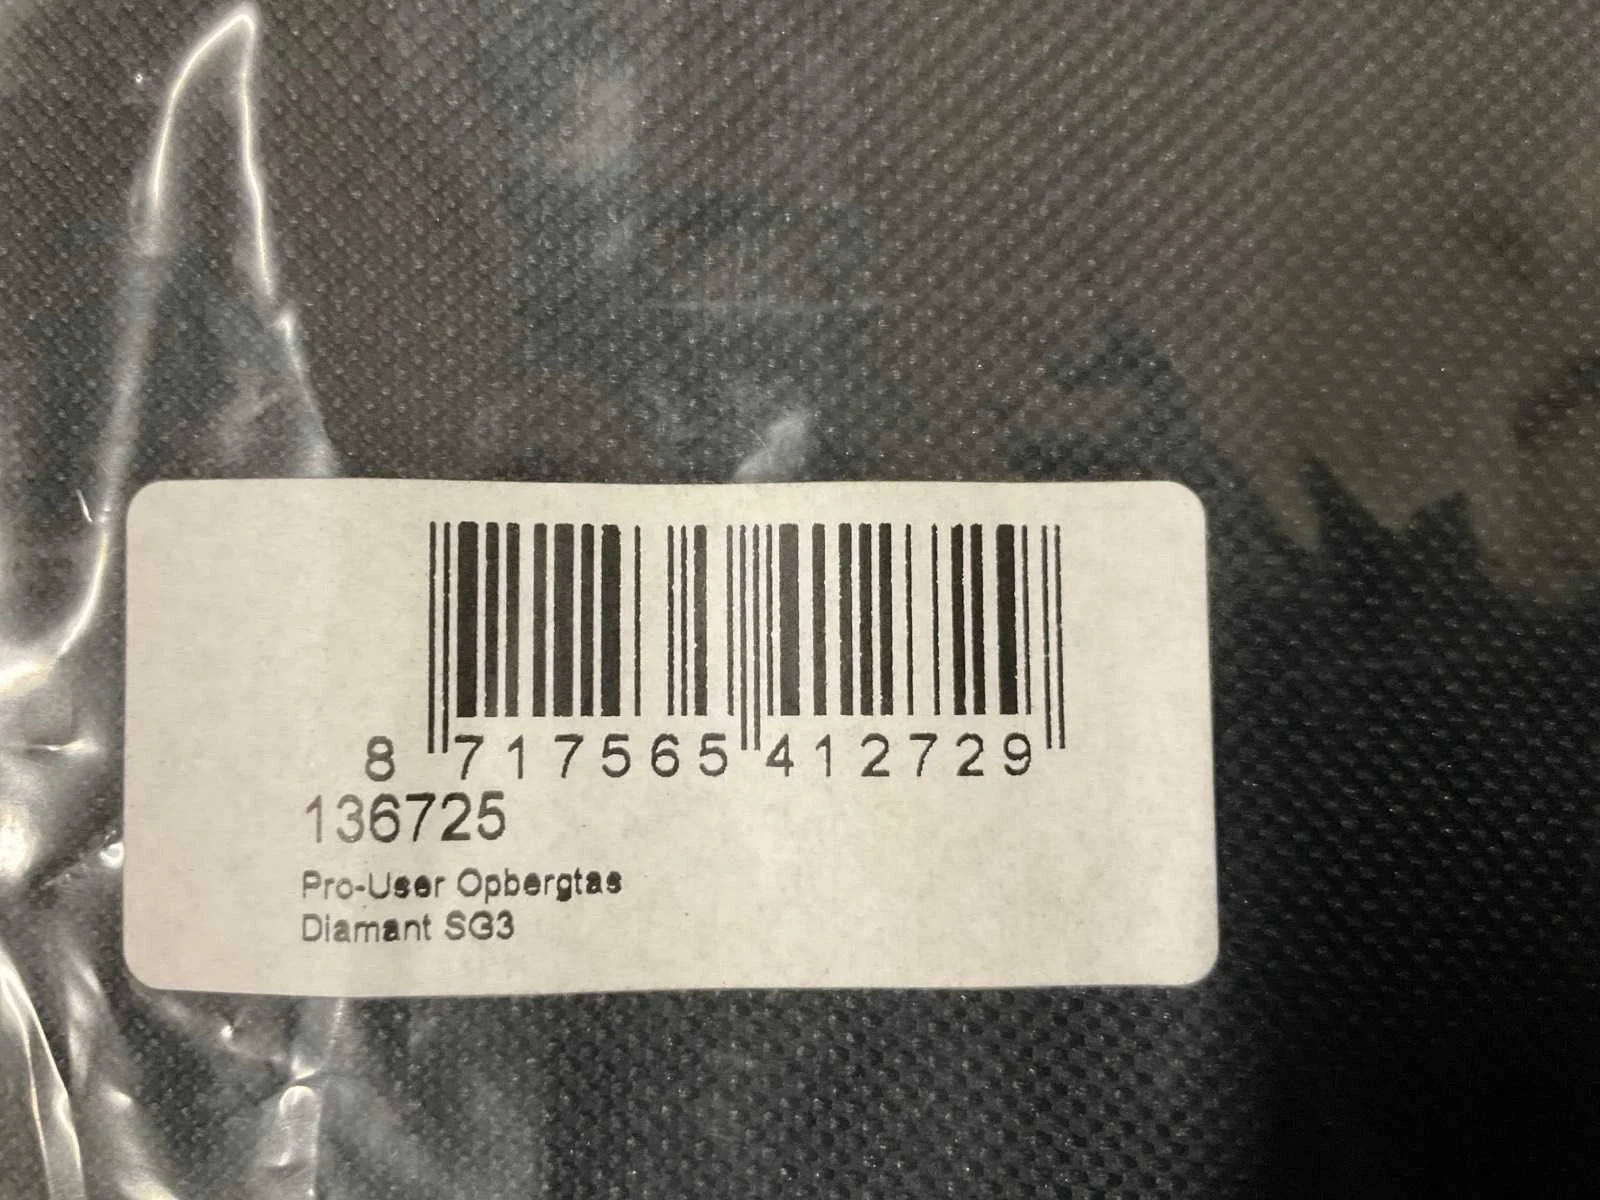 8 717565 412729
136725
Pro-User Opbergtas
Diamant SG3